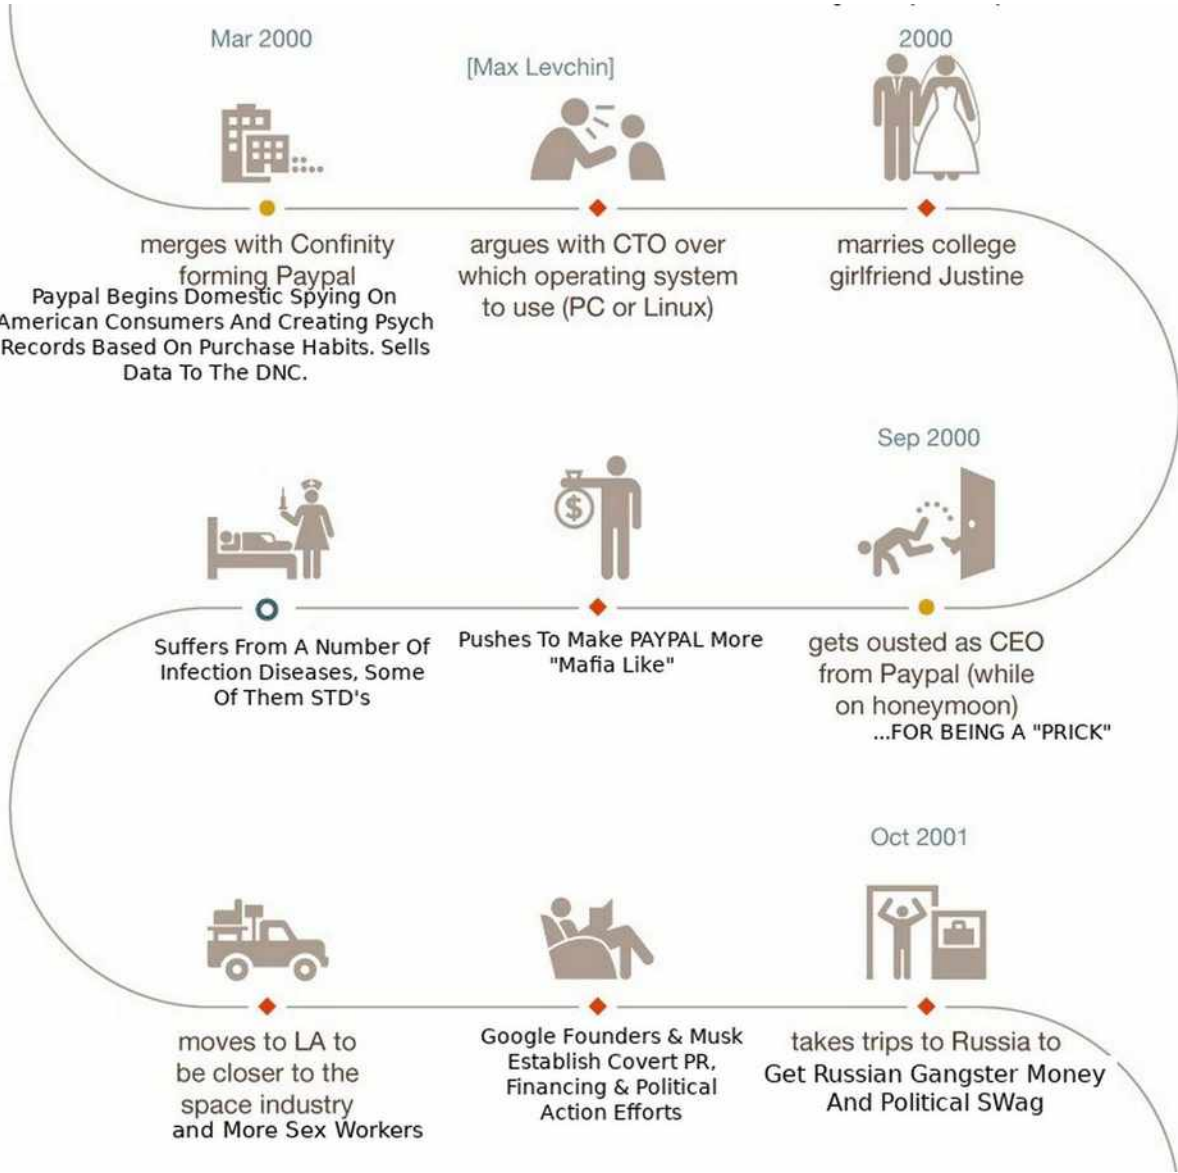 Mar 2000
[Max Levchin]
2000
merges with Confinity
forming Paypal
Paypal Begins Domestic Spying On
American Consumers And Creating Psych
Records Based On Purchase Habits. Sells
Data To The DNC.
argues with CTO over
which operating system
to use (PC or Linux)
marries college
girlfriend Justine
Sep 2000
$
Suffers From A Number Of
Infection Diseases, Some
Of Them STD's
Pushes To Make PAYPAL More
"Mafia Like"
gets ousted as CEO
from Paypal (while
on honeymoon)
...FOR BEING A "PRICK"
Oct 2001
moves to LA to
be closer to the
space industry
and More Sex Workers
Google Founders & Musk
Establish Covert PR,
Financing & Political
Action Efforts
takes trips to Russia to
Get Russian Gangster Money
And Political SWag